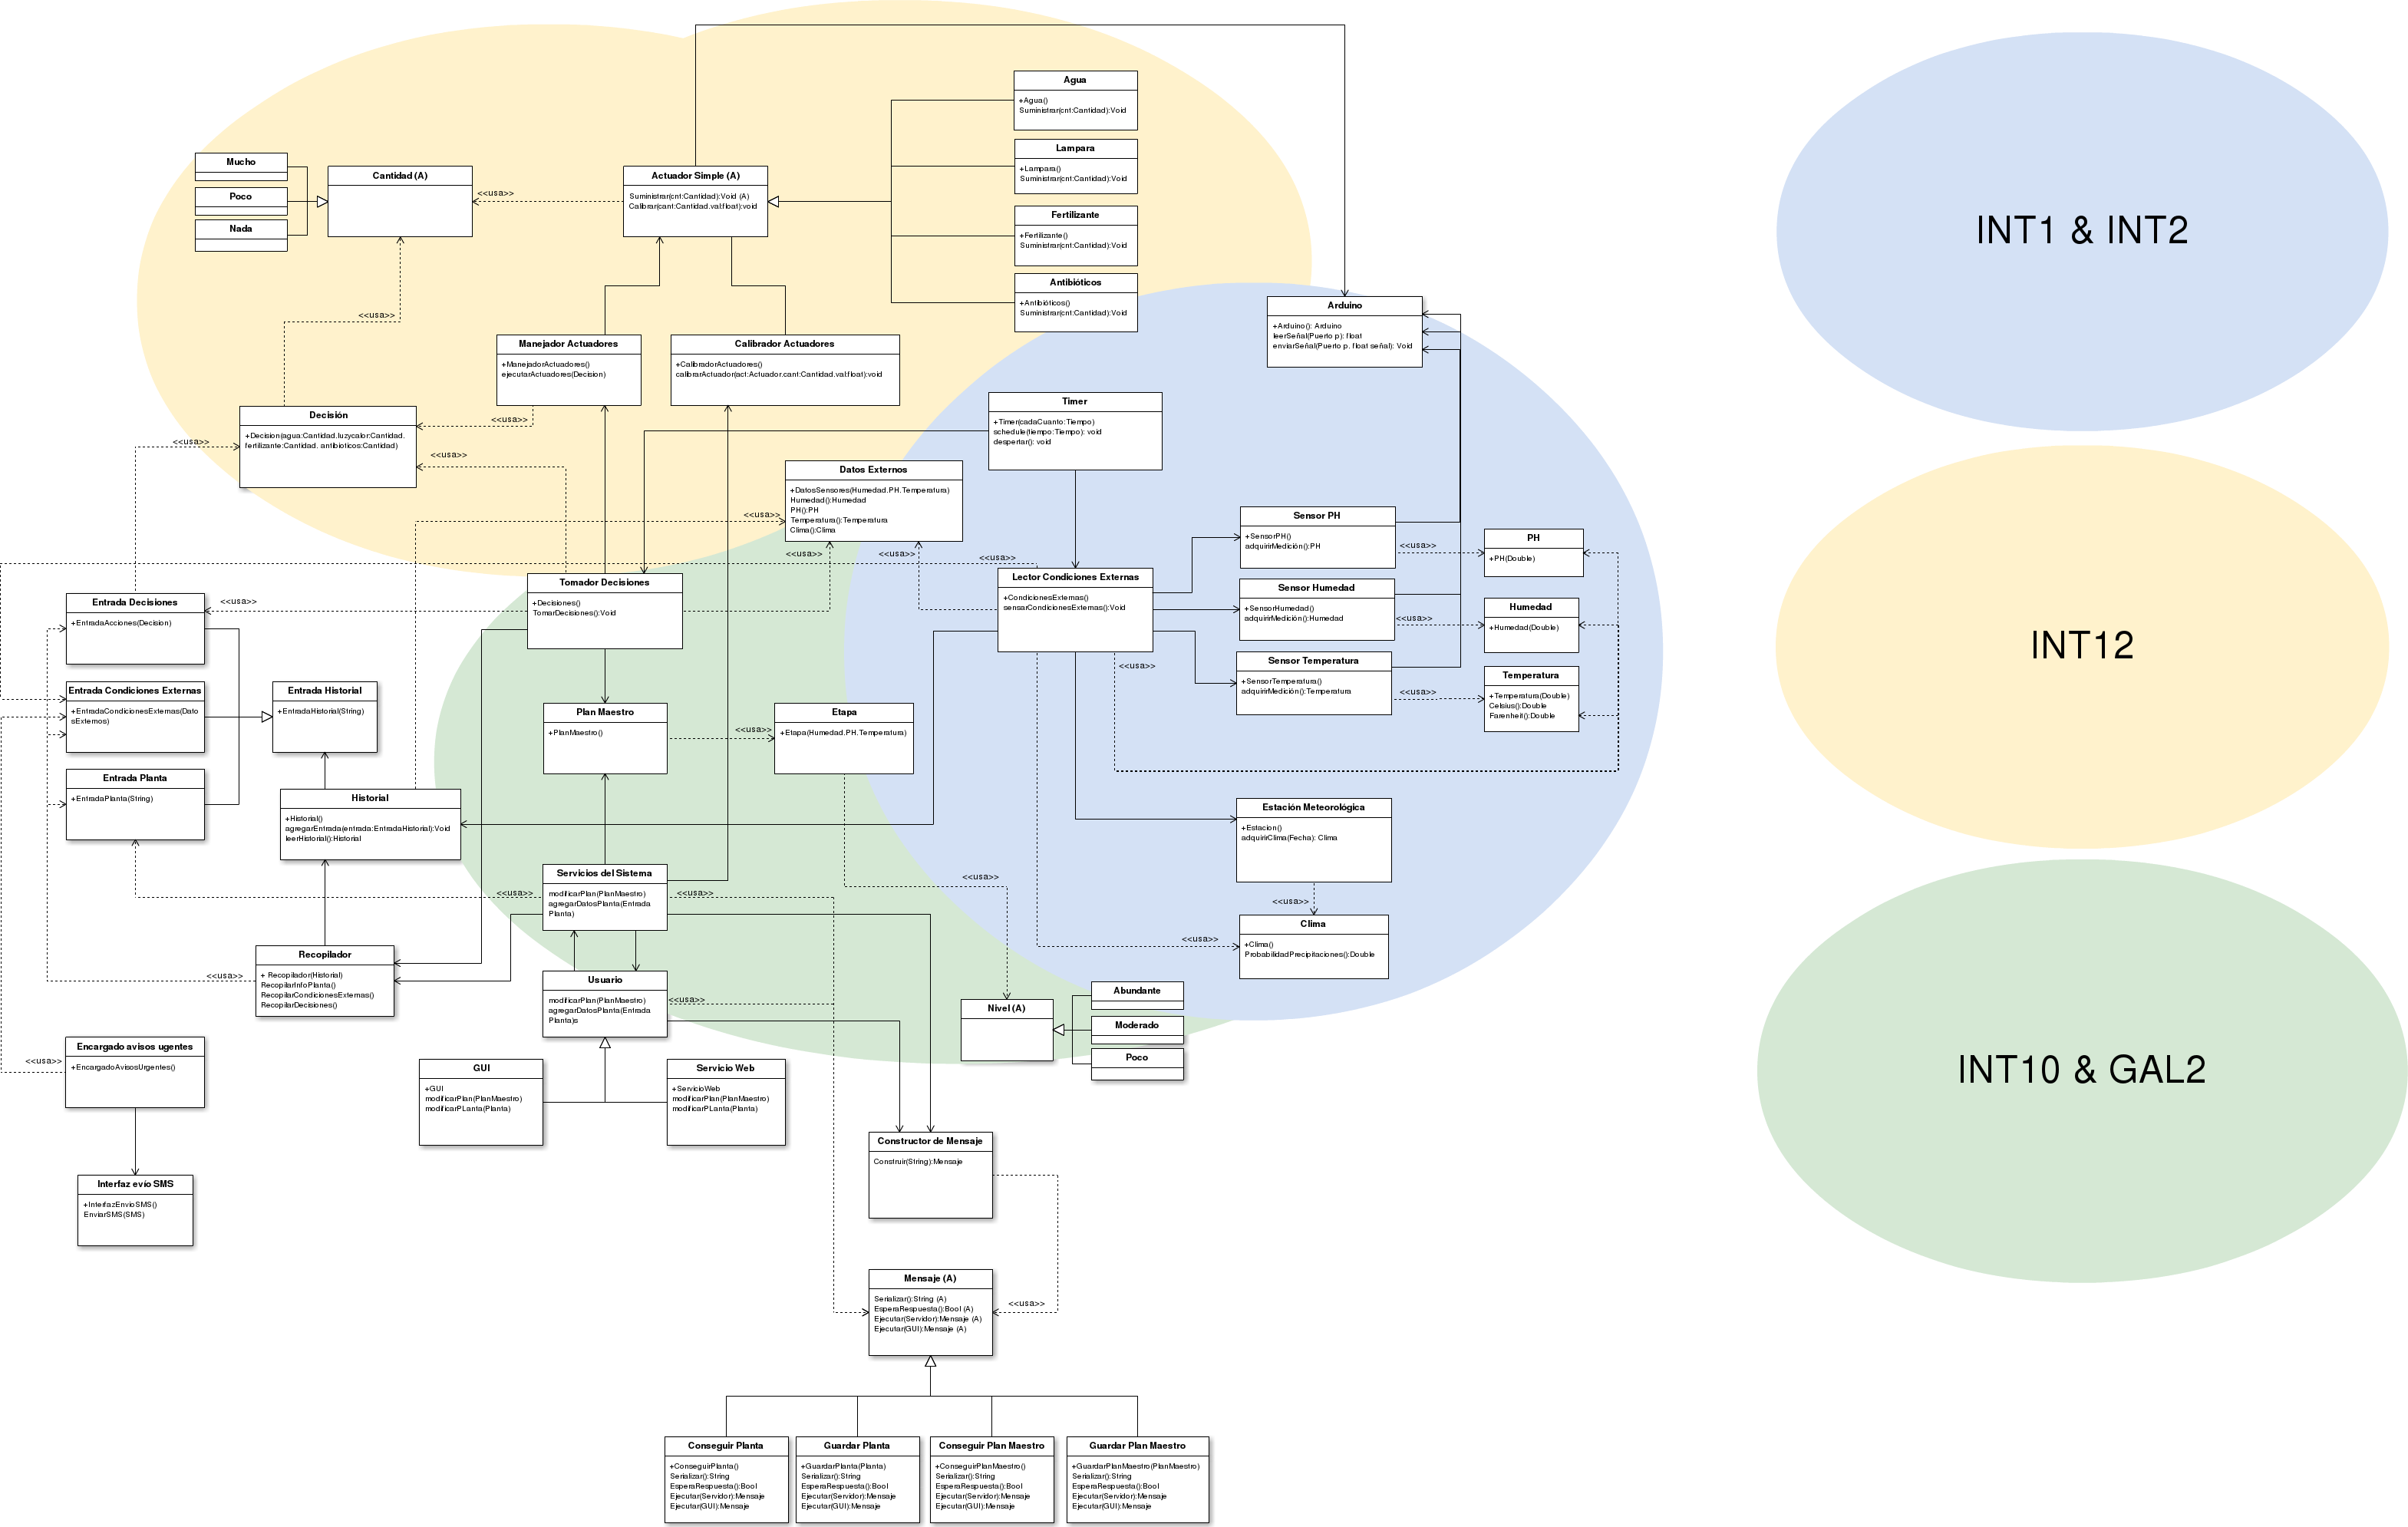 Agua
+Agua()
Suministrar(cnt:Cantidad):Void
Lampara
+Lampara()
Suministrar(cnt:Cantidad):Void
Fertilizante
+Fertilizante()
Suministrar(cnt:Cantidad):Void
Antibióticos
+Antibióticos()
Suministrar(cnt:Cantidad):Void
Mucho
Poco
Nada
Cantidad (A)
<<usa>>
Actuador Simple (A)
Suministrar(cnt:Cantidad):Void (A)
Calibrar(cant:Cantidad.val:float):void
INT1 & INT2
Arduino
+Arduino(): Arduino
leerSeñal(Puerto p): float
enviarSeñal(Puerto p. float señal): Void
<<usa>>
Manejador Actuadores
+ManejadorActuadores()
ejecutarActuadores(Decision)
Calibrador Actuadores
+CalibradorActuadores()
calibrarActuador(act:Actuador.cant:Cantidad.val:float):void
Timer
+Timer(cadaCuanto:Tiempo)
schedule(tiempo:Tiempo): void
despertar(): void
Decisión
+Decision(agua:Cantidad.luzycalor:Cantidad.
fertilizante:Cantidad. antibioticos:Cantidad)
<<usa>>
<<usa>>
<<usa>>
Datos Externos
+DatosSensores(Humedad.PH.Temperatura)
Humedad():Humedad
PH():PH
Temperatura():Temperatura
Clima():Clima
<<usa>>
<<usa>>
<<usa>>
<<usa>>
Sensor PH
+SensorPH()
adquirirMedición():PH
<<usa>>
PH
+PH(Double)
Tomador Decisiones
+Decisiones()
TomarDecisiones():Void
Lector Condiciones Externas
+CondicionesExternas()
sensarCondicionesExternas():Void
Sensor Humedad
+SensorHumedad()
adquirirMedición():Humedad
<<usa>>
Humedad
+Humedad(Double)
INT12
Entrada Decisiones
+EntradaAcciones(Decision)
<<usa>>
Sensor Temperatura
+SensorTemperatura()
adquirirMedición():Temperatura
<<usa>>
<<usa>>
Temperatura
+Temperatura(Double)
Celsius():Double
Farenheit():Double
Entrada Condiciones Externas
+EntradaCondicionesExternas(Dato
sExternos)
Entrada Historial
+EntradaHistorial(String)
Plan Maestro
+PlanMaestro()
<<usa>>
Etapa
+Etapa(Humedad.PH.Temperatura)
Entrada Planta
+EntradaPlanta(String)
Historial
+Historial()
agregarEntrada(entrada:EntradaHistorial):Void
leerHistorial():Historial
Estación Meteorológica
+Estacion()
adquirirClima(Fecha): Clima
<<usa>>
Servicios del Sistema
modificarPlan(PlanMaestro)
agregarDatosPlanta(Entrada
Planta)
<<usa>>
<<usa>>
<<usa>>
Clima
+Clima()
ProbabilidadPrecipitaciones():Double
<<usa>>
Recopilador
+ Recopilador(Historial)
RecopilarInfoPlanta()
RecopilarCondicionesExternas()
RecopilarDecisiones()
<<usa>>
Usuario
modificarPlan(PlanMaestro)
agregarDatosPlanta(Entrada
Planta)s
<<usa>>
Nivel (A)
Abundante
Moderado
Poco
INT10 & GAL2
Encargado avisos ugentes
+EncargadoAvisosUrgentes()
<<usa>>
GUI
+GUI
modificarPlan(PlanMaestro)
modificarPLanta(Planta)
Servicio Web
+ServicioWeb
modificarPlan(PlanMaestro)
modificarPLanta(Planta)
Constructor de Mensaje
Construir(String):Mensaje
Interfaz evío SMS
+InterfazEnvioSMS()
EnviarSMS(SMS)
Mensaje (A)
Serializar():String (A)
EsperaRespuesta():Bool (A)
Ejecutar(Servidor):Mensaje (A)
Ejecutar(GUI):Mensaje (A)
<<usa>>
Conseguir Planta
+ConseguirPlanta()
Serializar():String
EsperaRespuesta():Bool
Ejecutar(Servidor):Mensaje
Ejecutar(GUI):Mensaje
Guardar Planta
+GuardarPlanta(Planta)
Serializar():String
EsperaRespuesta():Bool
Ejecutar(Servidor):Mensaje
Ejecutar(GUI):Mensaje
Conseguir Plan Maestro
+ConseguirPlanMaestro()
Serializar():String
EsperaRespuesta():Bool
Ejecutar(Servidor):Mensaje
Ejecutar(GUI):Mensaje
Guardar Plan Maestro
+GuardarPlanMaestro(PlanMaestro)
Serializar():String
EsperaRespuesta():Bool
Ejecutar(Servidor):Mensaje
Ejecutar(GUI):Mensaje